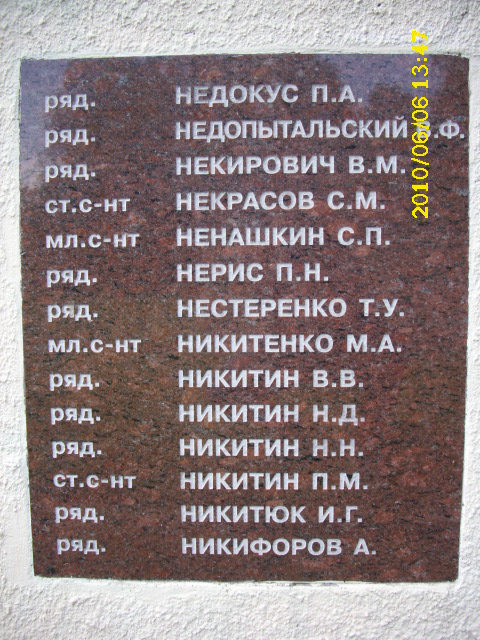 ряд. НЕДОКУС П.А.
ряд. НЕДОПЫТАЛЬСКИЙ
ряд. НЕКИРОВИЧ В.М.
ст.с-нт НЕКРАСОВ С.М.
мл.с-нт НЕНАШКИН С.П.
ряд. НЕРИС П.Н.
ряд. НЕСТЕРЕНКО Т.У.
мл.с-нт НИКИТЕНКО М.А.
ряд. НИКИТИН В.В.
ряд. НИКИТИН Н.Д.
ряд. НИКИТИН Н.Н.
ст.с-нт НИКИТИН П.М.
ряд. НИКИТЮК И.Г.
ряд. НИКИФОРОВ А.
2010/06/06 13:47